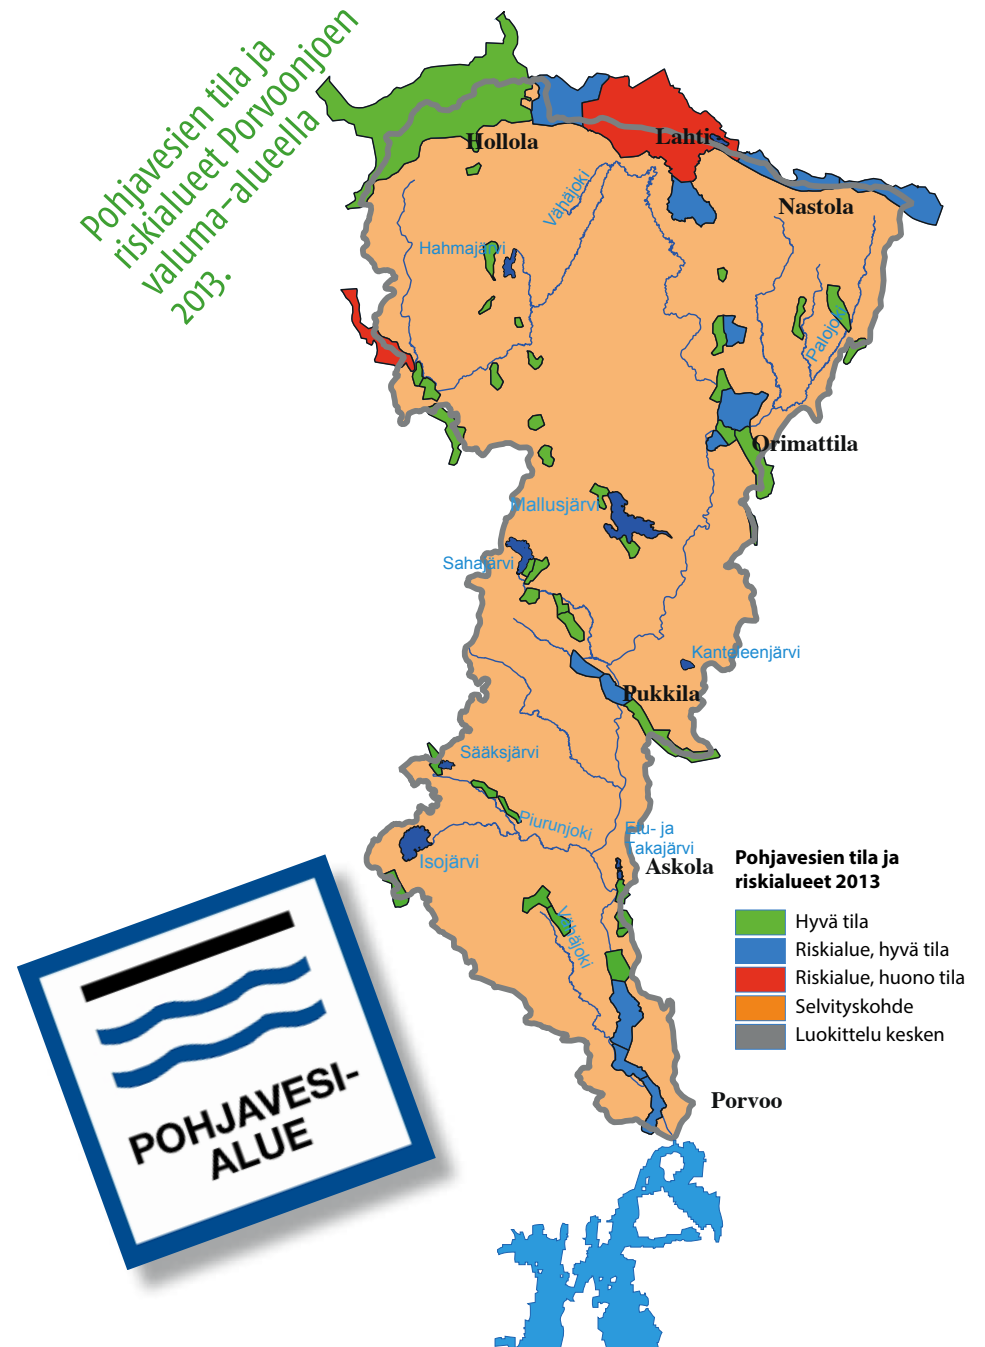 Pohjavesien tila ja
riskialueet Porvoonjoen
valuma-alueella
2013.
Hollola
Lahti
Vähäjoki
Nastola
Hahmajärvi
Palojoki
Orimattila
Mallusjärvi
Sahajärvi
Kanteleenjärvi
Pukkila
Sääksjärvi
Piurunjoki
Etu- ja
Takajärvi
Isojärvi
Askola
Vähäjoki
Porvoo
Pohjavesien tila ja
riskialueet 2013
Hyvä tila
Riskialue, hyvä tila
Riskialue, huono tila
Selvityskohde
Luokittelu kesken
POHJAVESI-
ALUE